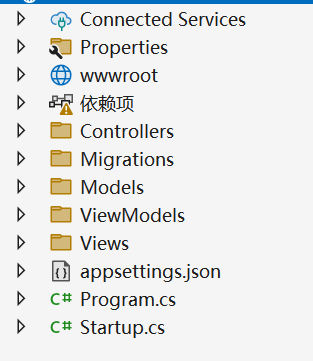 Connected Services
Properties
wwwroot
依赖项
Controllers
Migrations
Models
ViewModels
Views
appsettings.json
C# Program.cs
C# Startup.cs